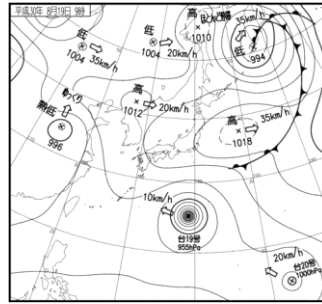 平成30年 8月19日 9時
高
1010
35km/h
低
994
低
1004
35km/h
低
1004
20km/h
高
1012
20km/h
高
1018
35km/h
熱低
996
10km/h
台19号
955hPa
20km/h
台20号
1000hPa